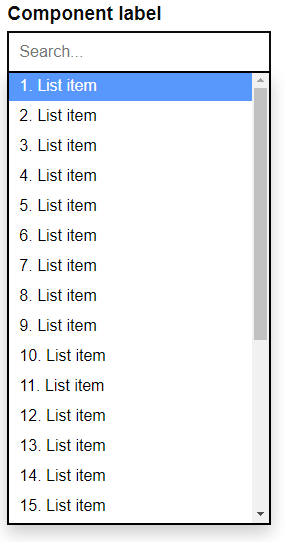 Component label
Search...
1. List item
2. List item
3. List item
4. List item
5. List item
6. List item
7. List item
8. List item
9. List item
10. List item
11. List item
12. List item
13. List item
14. List item
15. List item